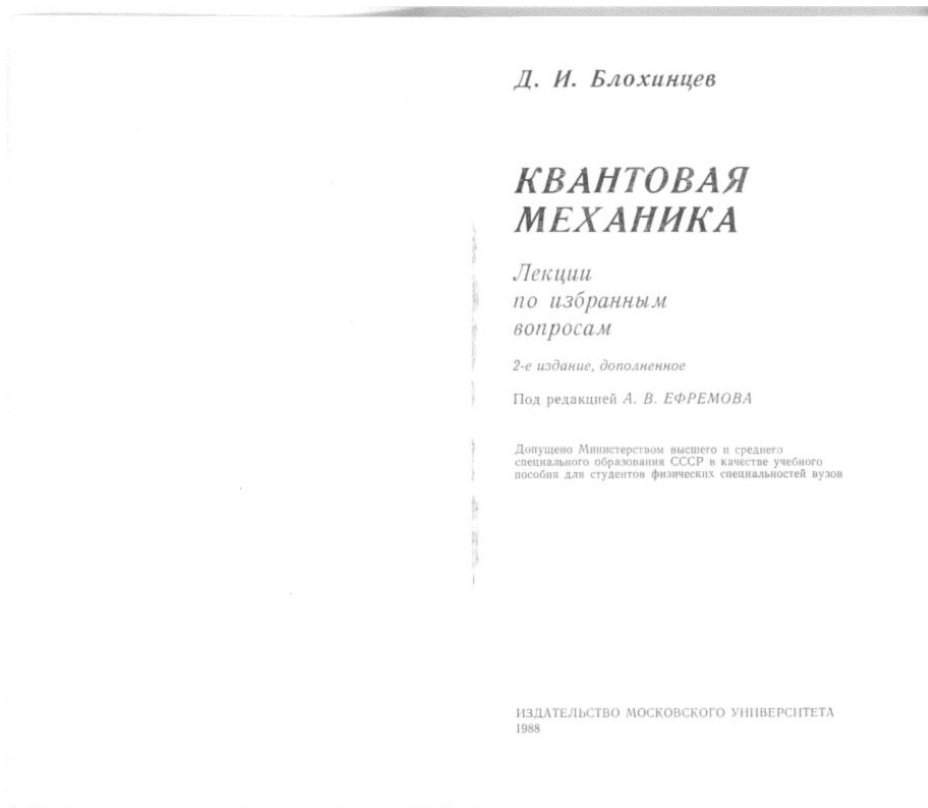 Д. И. Блохинцев
КВАНТОВАЯ
МЕХАНИКА
Лекции
по избранным
вопросам
2-е издание, дополненное
Под редакцией А. В. ЕФРЕМОВА
Допущено Министерством высшего и среднего
специального образования СССР в качестве учебного
пособия для студентов физических специальностей вузов
ИЗДАТЕЛЬСТВО МОСКОВСКОГО УНИВЕРСИТЕТА
1988